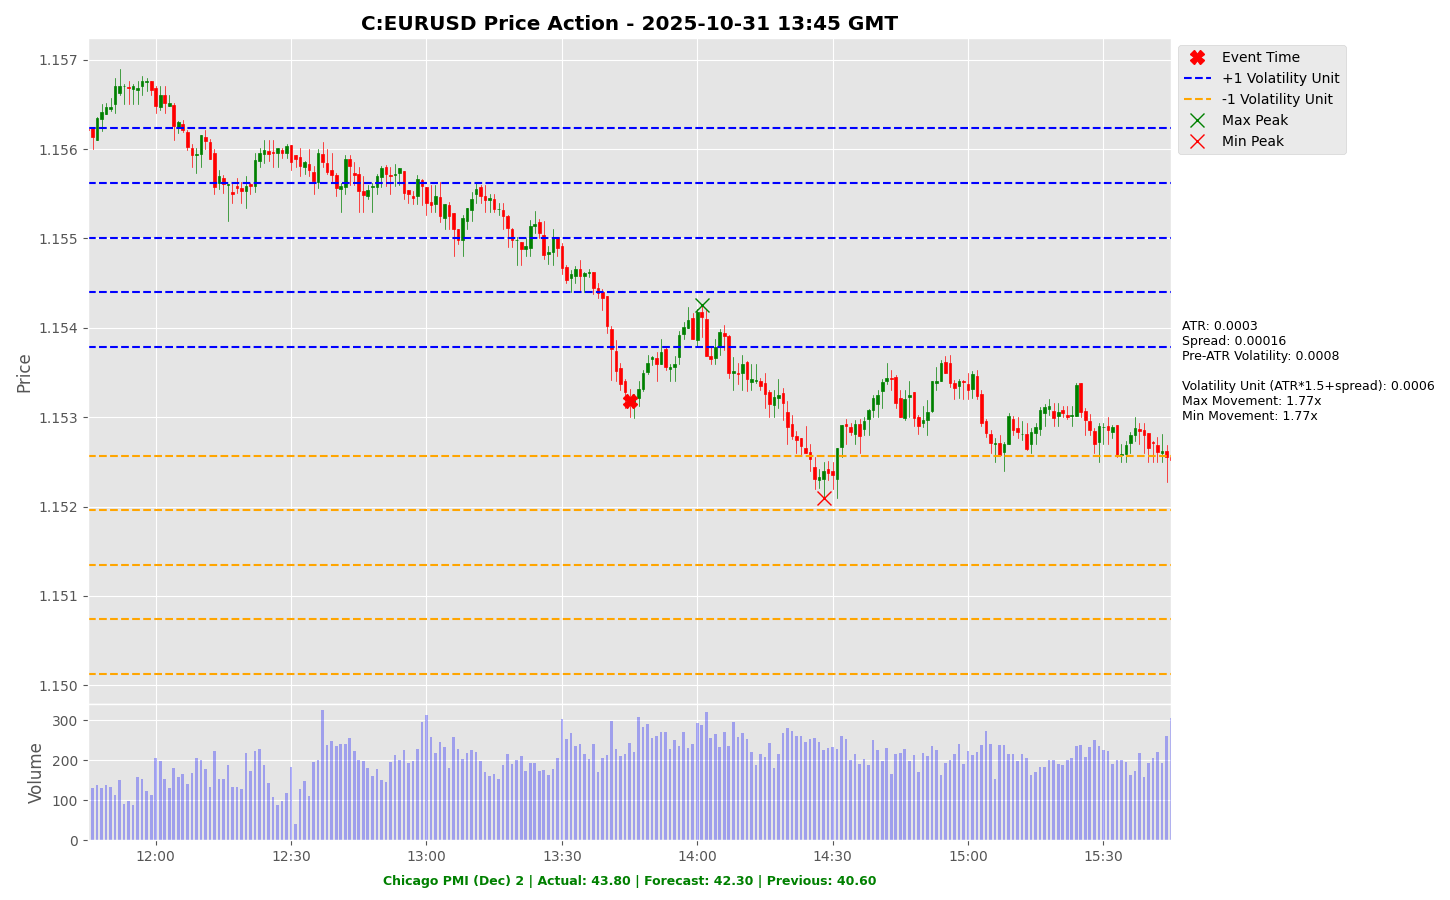 C:EURUSD Price Action - 2025-10-31 13:45 GMT
Event Time
+1 Volatility Unit
-1 Volatility Unit
Max Peak
Min Peak
1.157
1.156
1.155
1.154
1.153
1.152
1.151
1.150
Price
ATR: 0.0003
Spread: 0.00016
Pre-ATR Volatility: 0.0008
Volatility Unit (ATR*1.5+spread): 0.0006
Max Movement: 1.77x
Min Movement: 1.77x
300
200
100
0
Volume
12:00 12:30 13:00 13:30 14:00 14:30 15:00 15:30
Chicago PMI (Dec) 2 | Actual: 43.80 | Forecast: 42.30 | Previous: 40.60